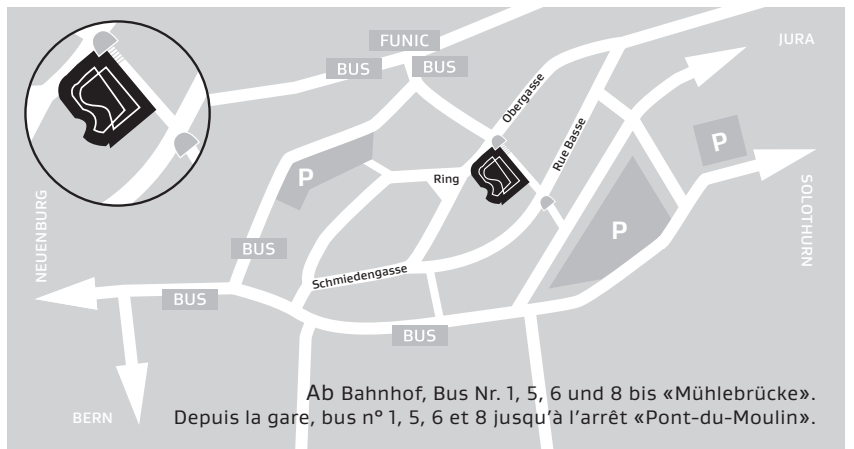 FUNIC
BUS
BUS
JURA
Obergasse
Rue Basse
P
P
Ring
NEUENBURG
SOLOTHURN
P
BUS
Schmiedengasse
BUS
BUS
Ab Bahnhof, Bus Nr. 1, 5, 6 und 8 bis «Mühlebrücke».
BERN
Depuis la gare, bus n° 1, 5, 6 et 8 jusqu’à l’arrêt «Pont-du-Moulin».